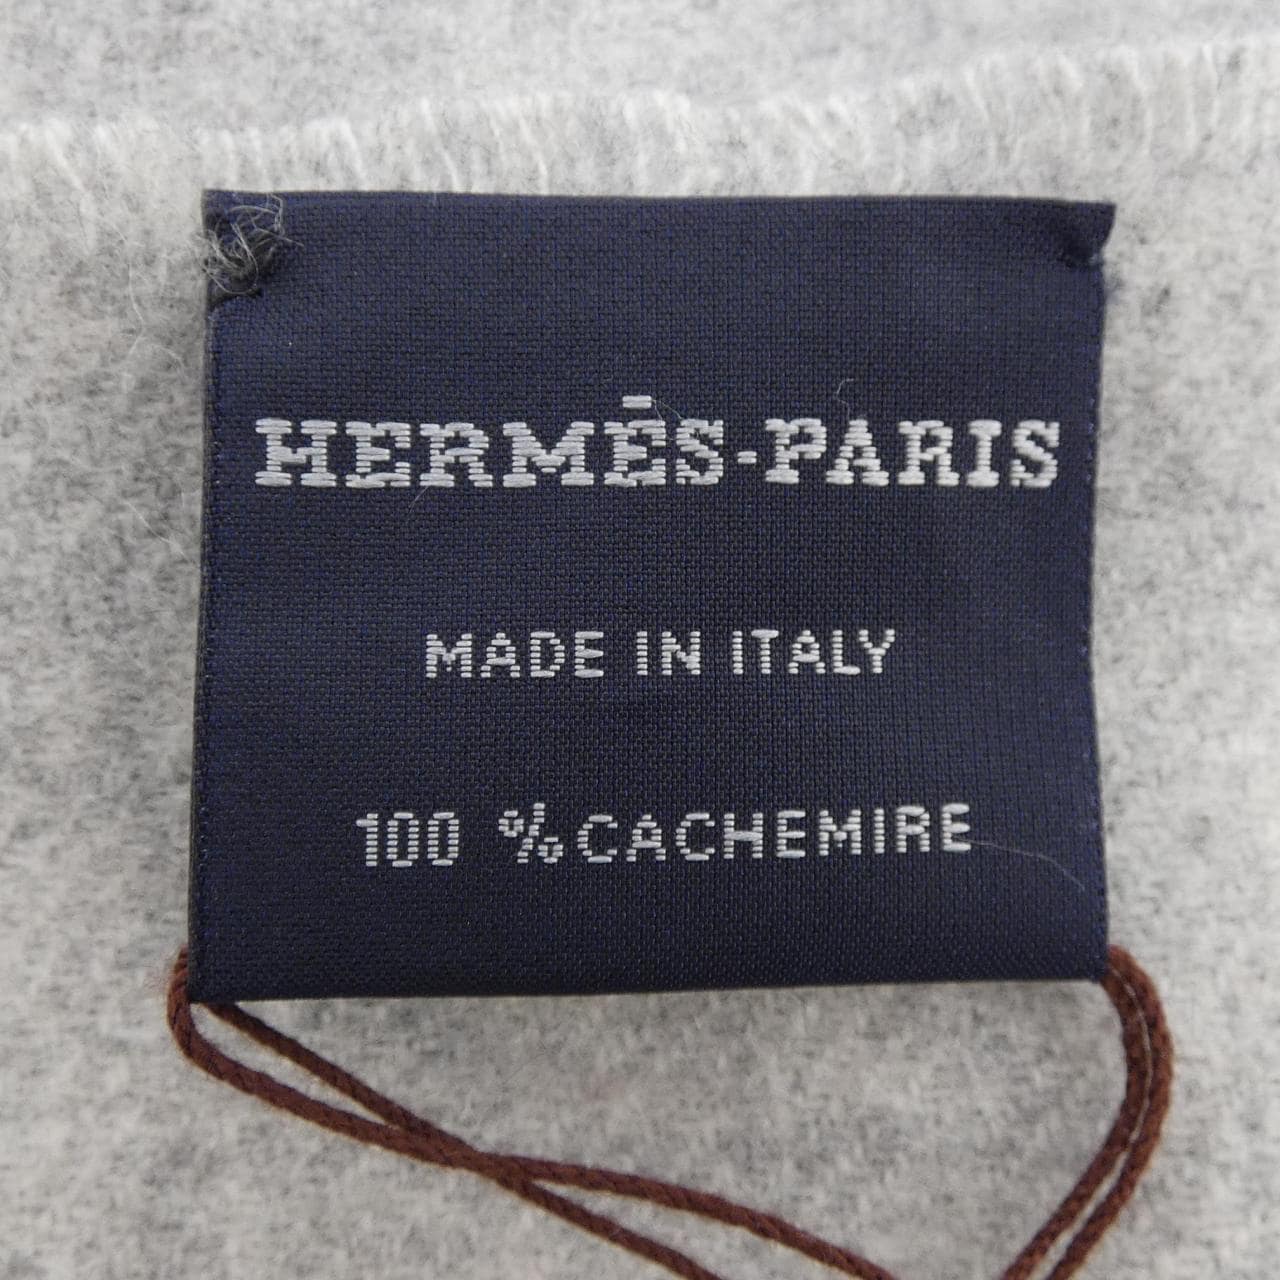 HERMÈS-PARIS
MADE IN ITALY
100 % CACHEMIRE